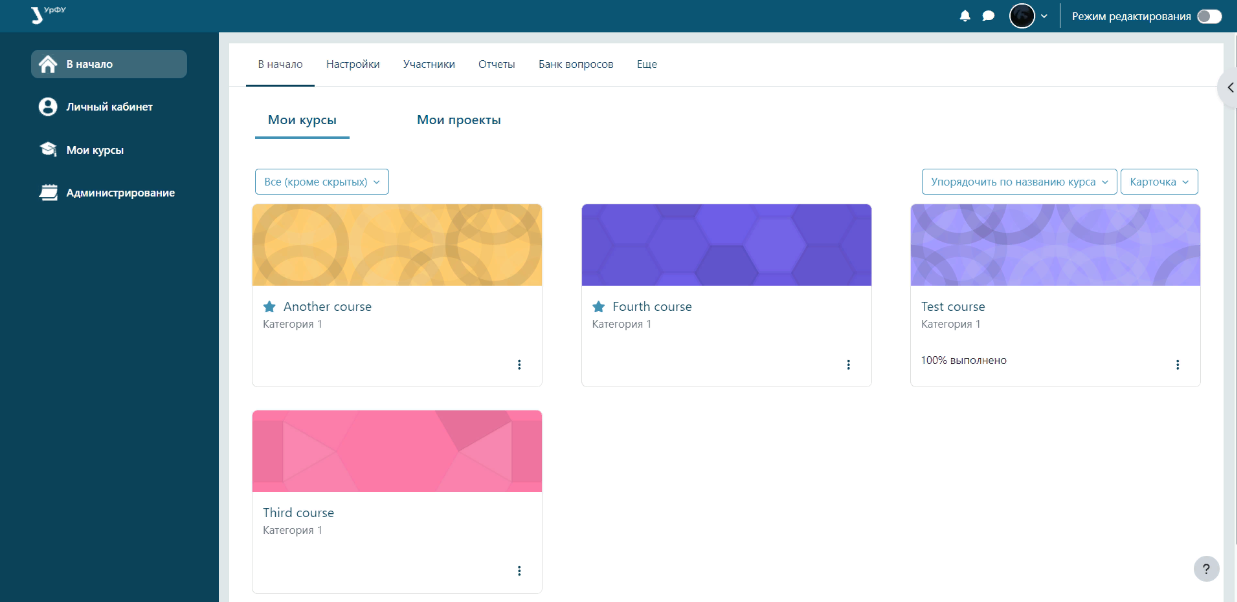 УрФУ
Режим редактирования
В начало
Личный кабинет
Мои курсы
Администрирование
В начало Настройки Участники Отчеты Банк вопросов Еще
Мои курсы Мои проекты
Все (кроме скрытых) Упорядочить по названию курса Карточка
Another course
Категория 1
Fourth course
Категория 1
Test course
Категория 1
100% выполнено
Third course
Категория 1
?